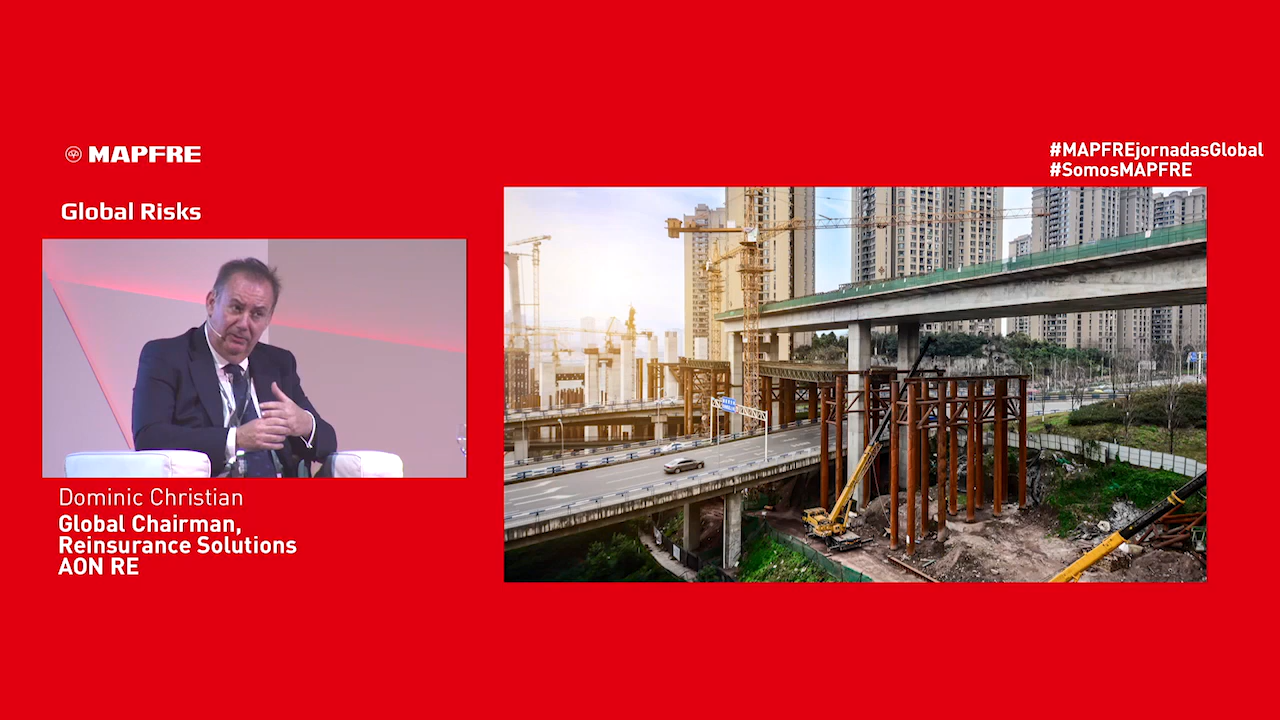 MAPFRE
#MAPFREjornadasGlobal
#SomosMAPFRE
Global Risks
Dominic Christian
Global Chairman,
Reinsurance Solutions
AON RE